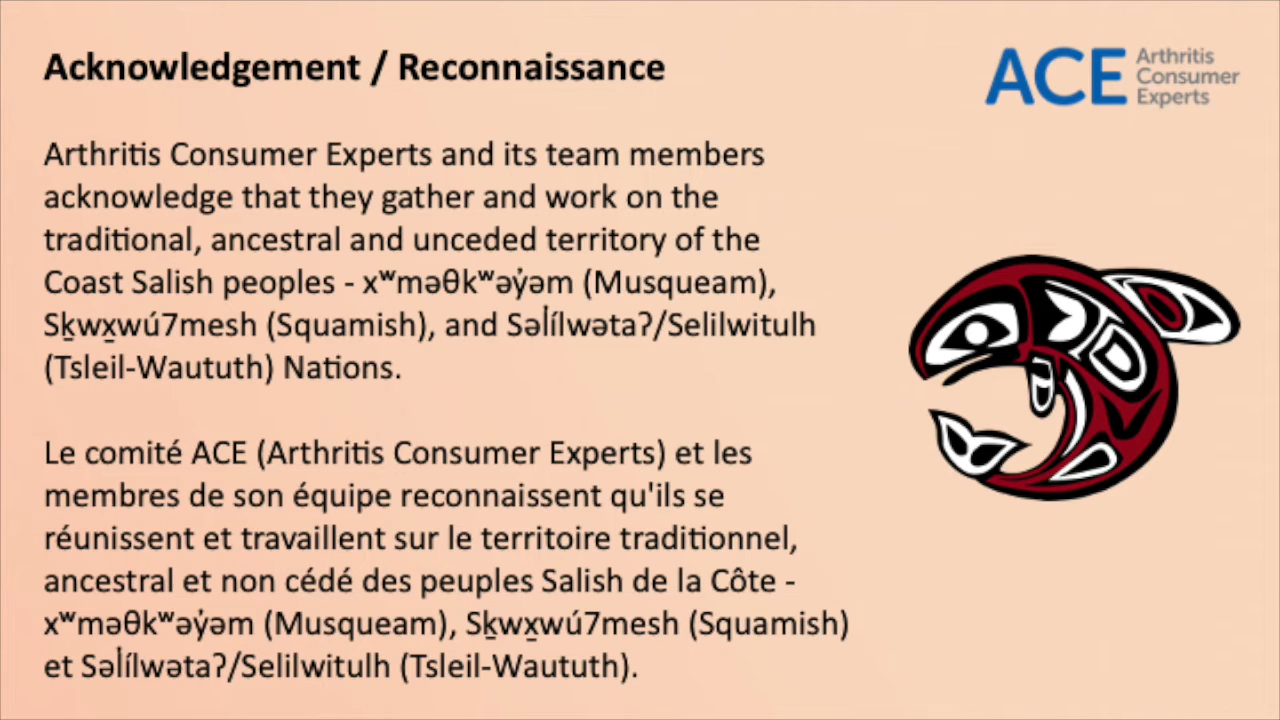 Acknowledgement / Reconnaissance
ACE Arthritis
Consumer
Experts
Arthritis Consumer Experts and its team members
acknowledge that they gather and work on the
traditional, ancestral and unceded territory of the
Coast Salish peoples - xʷməθkʷəy̓əm (Musqueam),
Sḵwx̱wú7mesh (Squamish), and Səl̓ílwətaʔ/Selilwitulh
(Tsleil-Waututh) Nations.
Le comité ACE (Arthritis Consumer Experts) et les
membres de son équipe reconnaissent qu'ils se
réunissent et travaillent sur le territoire traditionnel,
ancestral et non cédé des peuples Salish de la Côte -
xʷməθkʷəy̓əm (Musqueam), Sḵwx̱wú7mesh (Squamish)
et Səl̓ílwətaʔ/Selilwitulh (Tsleil-Waututh).